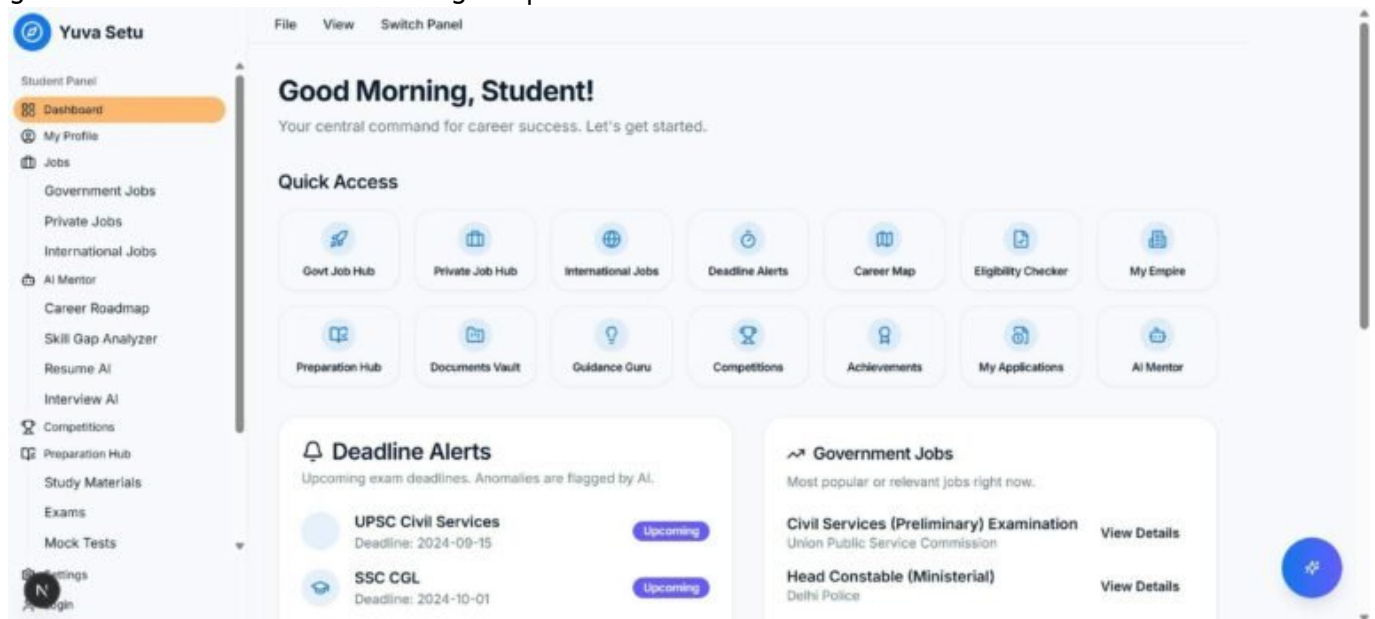 Yuva Setu
File View Switch Panel
Student Panel
Dashboard
My Profile
Jobs
Government Jobs
Private Jobs
International Jobs
AI Mentor
Career Roadmap
Skill Gap Analyzer
Resume AI
Interview AI
Competitions
Preparation Hub
Study Materials
Exams
Mock Tests
N
Good Morning, Student!
Your central command for career success. Let's get started.
Quick Access
Govt Job Hub
Private Job Hub
International Jobs
Deadline Alerts
Career Map
Eligibility Checker
My Empire
Preparation Hub
Documents Vault
Guidance Guru
Competitions
Achievements
My Applications
AI Mentor
Deadline Alerts
Upcoming exam deadlines. Anomalies are flagged by AI.
UPSC Civil Services
Deadline: 2024-09-15
Upcoming
SSC CGL
Deadline: 2024-10-01
Upcoming
Government Jobs
Most popular or relevant jobs right now.
Civil Services (Preliminary) Examination
Union Public Service Commission
View Details
Head Constable (Ministerial)
Delhi Police
View Details